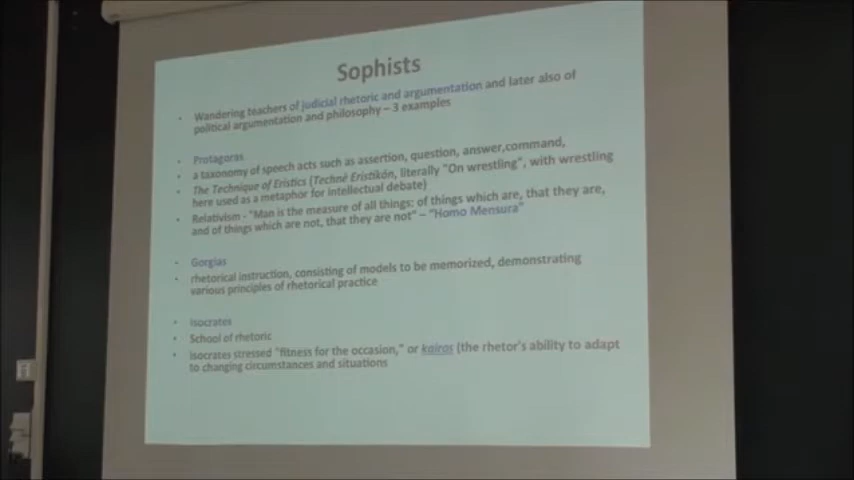 Sophists
• Wandering teachers of judicial rhetoric and argumentation and later also of
political argumentation and philosophy – 3 examples
• Protagoras
• a taxonomy of speech acts such as assertion, question, answer,command,
• The Technique of Eristics (Technē Eristikōn, literally "On wrestling", with wrestling
here used as a metaphor for intellectual debate)
• Relativism - "Man is the measure of all things: of things which are, that they are,
and of things which are not, that they are not" – "Homo Mensura"
• Gorgias
• rhetorical instruction, consisting of models to be memorized, demonstrating
various principles of rhetorical practice
• Isocrates
• School of rhetoric
• Isocrates stressed "fitness for the occasion," or kairos (the rhetor's ability to adapt
to changing circumstances and situations